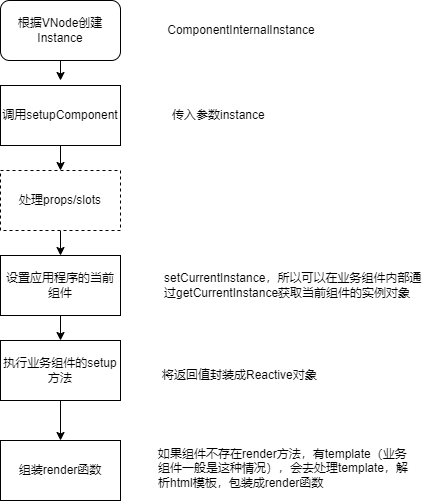 根据VNode创建
Instance
ComponentInternalInstance
调用setupComponent
传入参数instance
处理props/slots
设置应用程序的当前
组件
setCurrentInstance，所以可以在业务组件内部通
过getCurrentInstance获取当前组件的实例对象
执行业务组件的setup
方法
将返回值封装成Reactive对象
组装render函数
如果组件不存在render方法，有template（业务
组件一般是这种情况），会去处理template，解
析html模板，包装成render函数